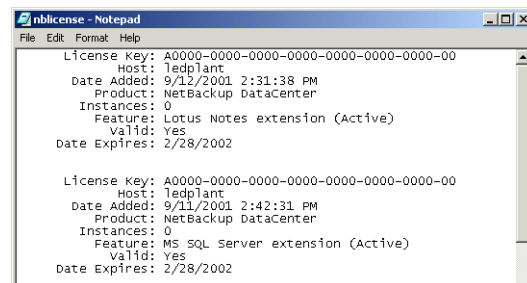 nblicense - Notepad
File Edit Format Help
License Key: A0000-0000-0000-0000-0000-0000-0000-00
Host: ledplant
Date Added: 9/12/2001 2:31:38 PM
Product: NetBackup DataCenter
Instances: 0
Feature: Lotus Notes extension (Active)
Valid: Yes
Date Expires: 2/28/2002
License Key: A0000-0000-0000-0000-0000-0000-0000-00
Host: ledplant
Date Added: 9/11/2001 2:42:31 PM
Product: NetBackup DataCenter
Instances: 0
Feature: MS SQL Server extension (Active)
Valid: Yes
Date Expires: 2/28/2002